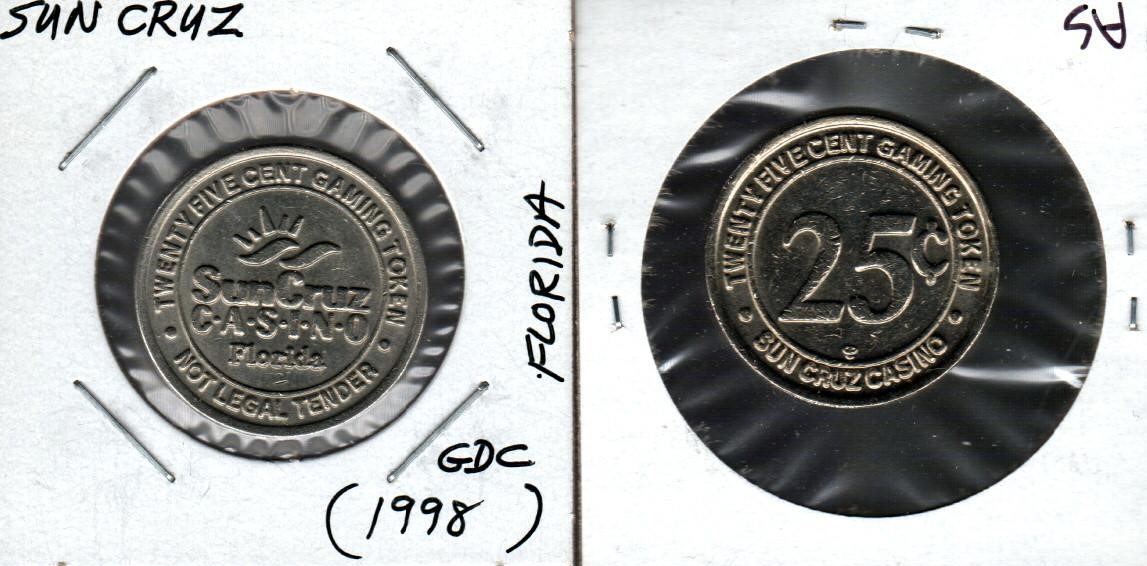 SUN CRUZ
TWENTY FIVE CENT GAMING TOKEN
SunCruz
C·A·S·I·N·O
Florida
• NOT LEGAL TENDER •
FLORIDA
GDC
(1998)
TWENTY FIVE CENT GAMING TOKEN
25¢
• SUN CRUZ CASINO •